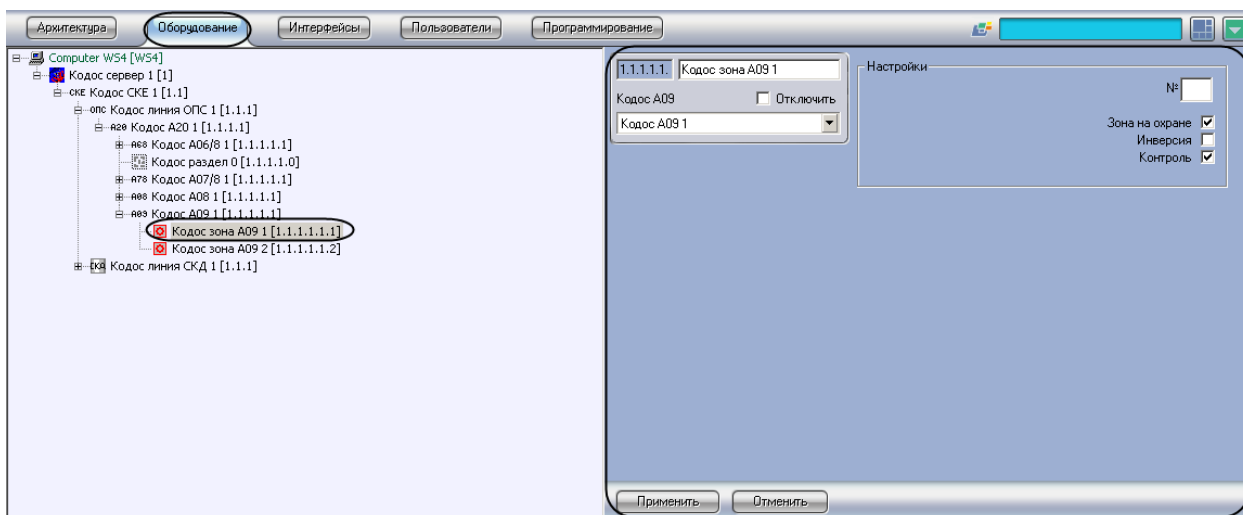 Архитектура Оборудование Интерфейсы Пользователи Программирование
Computer WS4 [WS4]
Кодос сервер 1 [1]
СКЕ Кодос СКЕ 1 [1.1]
ОПС Кодос линия ОПС 1 [1.1.1]
А20 Кодос А20 1 [1.1.1.1]
А68 Кодос А06/8 1 [1.1.1.1.1]
Кодос раздел 0 [1.1.1.1.0]
А78 Кодос А07/8 1 [1.1.1.1.1]
А08 Кодос А08 1 [1.1.1.1.1]
А09 Кодос А09 1 [1.1.1.1.1]
Кодос зона А09 1 [1.1.1.1.1.1]
Кодос зона А09 2 [1.1.1.1.1.2]
СКД Кодос линия СКД 1 [1.1.1]
1.1.1.1.1. Кодос зона А09 1
Кодос А09 Отключить
Кодос А09 1
Настройки
№
Зона на охране
Инверсия
Контроль
Применить Отменить